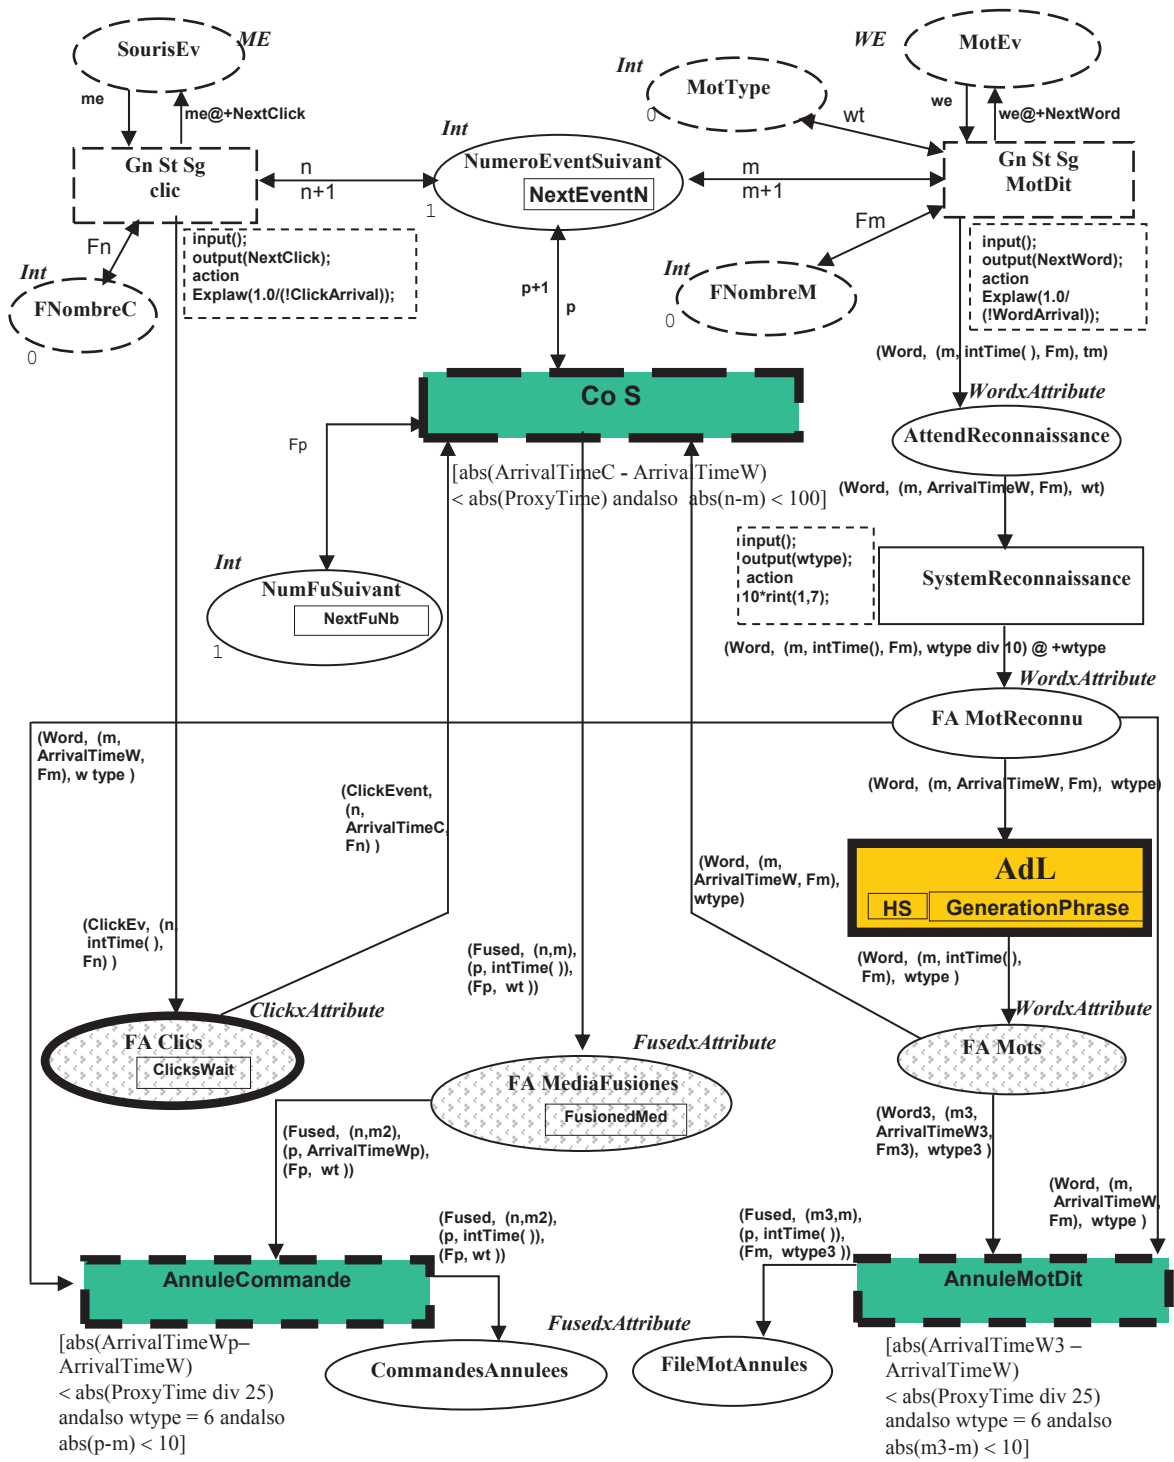 SourisEv
ME
me
me@+NextClick
Gn St Sg
clic
n
n+1
Int
NumeroEventSuivant
NextEventN
1
Int
MotType
0
wt
WE
MotEv
we
we@+NextWord
Gn St Sg
MotDit
m
m+1
Fn
Int
FNombreC
0
input();
output(NextClick);
action
Explaw(1.0/(!ClickArrival));
p+1
p
Fm
Int
FNombreM
0
input();
output(NextWord);
action
Explaw(1.0/
(!WordArrival));
(Word, (m, intTime( ), Fm), tm)
WordxAttribute
AttendReconnaissance
Co S
Fp
[abs(ArrivalTimeC - ArrivalTimeW)
< abs(ProxyTime) andalso abs(n-m) < 100]
(Word, (m, ArrivalTimeW, Fm), wt)
Int
NumFuSuivant
NextFuNb
1
input();
output(wtype);
action
10*rint(1,7);
SystemReconnaissance
(Word, (m, intTime(), Fm), wtype div 10) @ +wtype
WordxAttribute
FA MotReconnu
(Word, (m,
ArrivalTimeW,
Fm), w type )
(ClickEvent,
(n,
ArrivalTimeC,
Fn) )
(Word, (m, ArrivalTimeW, Fm), wtype)
(Word, (m,
ArrivalTimeW, Fm),
wtype)
AdL
HS
GenerationPhrase
(ClickEv, (n,
intTime( ),
Fn) )
(Fused, (n,m),
(p, intTime( )),
(Fp, wt ))
(Word, (m, intTime(),
Fm), wtype )
ClickxAttribute
FA Clics
ClicksWait
FusedxAttribute
FA MediaFusiones
FusionedMed
WordxAttribute
FA Mots
(Fused, (n,m2),
(p, ArrivalTimeWp),
(Fp, wt ))
(Word3, (m3,
ArrivalTimeW3,
Fm3), wtype3 )
(Word, (m,
ArrivalTimeW,
Fm), wtype )
(Fused, (n,m2),
(p, intTime( )),
(Fp, wt ))
(Fused, (m3,m),
(p, intTime( )),
(Fm, wtype3 ))
AnnuleCommande
AnnuleMotDit
[abs(ArrivalTimeWp–
ArrivalTimeW)
< abs(ProxyTime div 25)
andalso wtype = 6 andalso
abs(p-m) < 10]
FusedxAttribute
CommandesAnnulees
FileMotAnnules
[abs(ArrivalTimeW3 –
ArrivalTimeW)
< abs(ProxyTime div 25)
andalso wtype = 6 andalso
abs(m3-m) < 10]